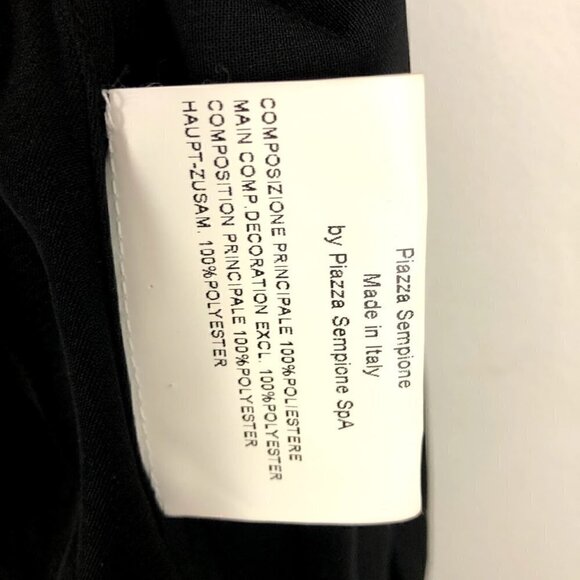 Piazza Sempione
Made in Italy
by Piazza Sempione SpA
COMPOSIZIONE PRINCIPALE 100%POLIESTERE
MAIN COMP.DECORATION EXCL. 100%POLYESTER
COMPOSITION PRINCIPALE 100%POLYESTER
HAUPT-ZUSAM. 100%POLYESTER